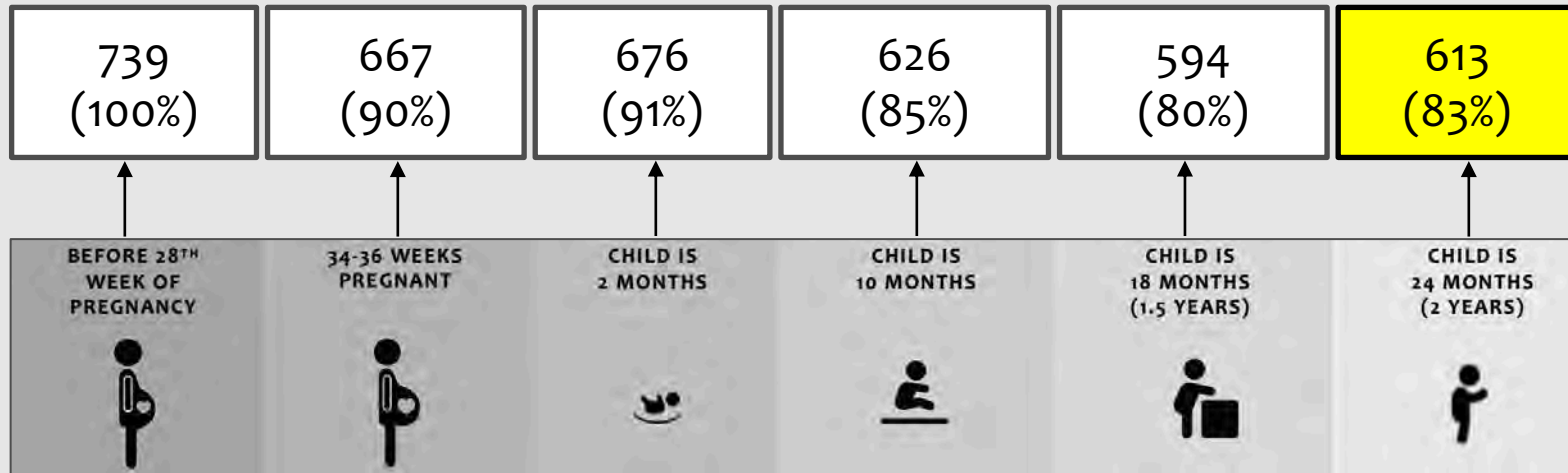 739
(100%)
667
(90%)
676
(91%)
626
(85%)
594
(80%)
613
(83%)
BEFORE 28TH
WEEK OF
PREGNANCY
34-36 WEEKS
PREGNANT
CHILD IS
2 MONTHS
CHILD IS
10 MONTHS
CHILD IS
18 MONTHS
(1.5 YEARS)
CHILD IS
24 MONTHS
(2 YEARS)